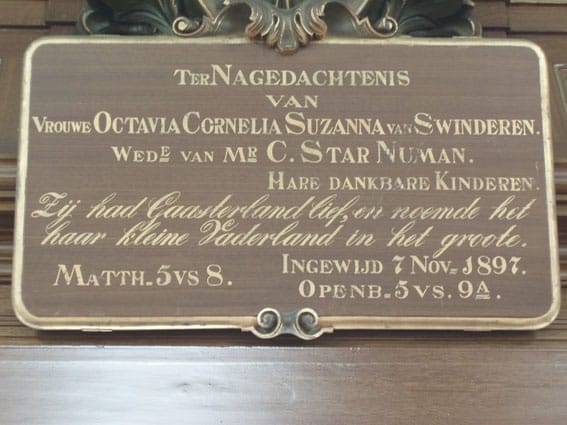 TER NAGEDACHTENIS
VAN
VROUWE OCTAVIA CORNELIA SUZANNA VAN SWINDEREN.
WEDE VAN MR C. STAR NUMAN.
HARE DANKBARE KINDEREN.
Zij had Gaasterland lief, en noemde het
haar kleine Vaderland in het groote.
MATTH. 5 VS 8.
INGEWIJD 7 NOV. 1897.
OPENB. 5 VS. 9A.